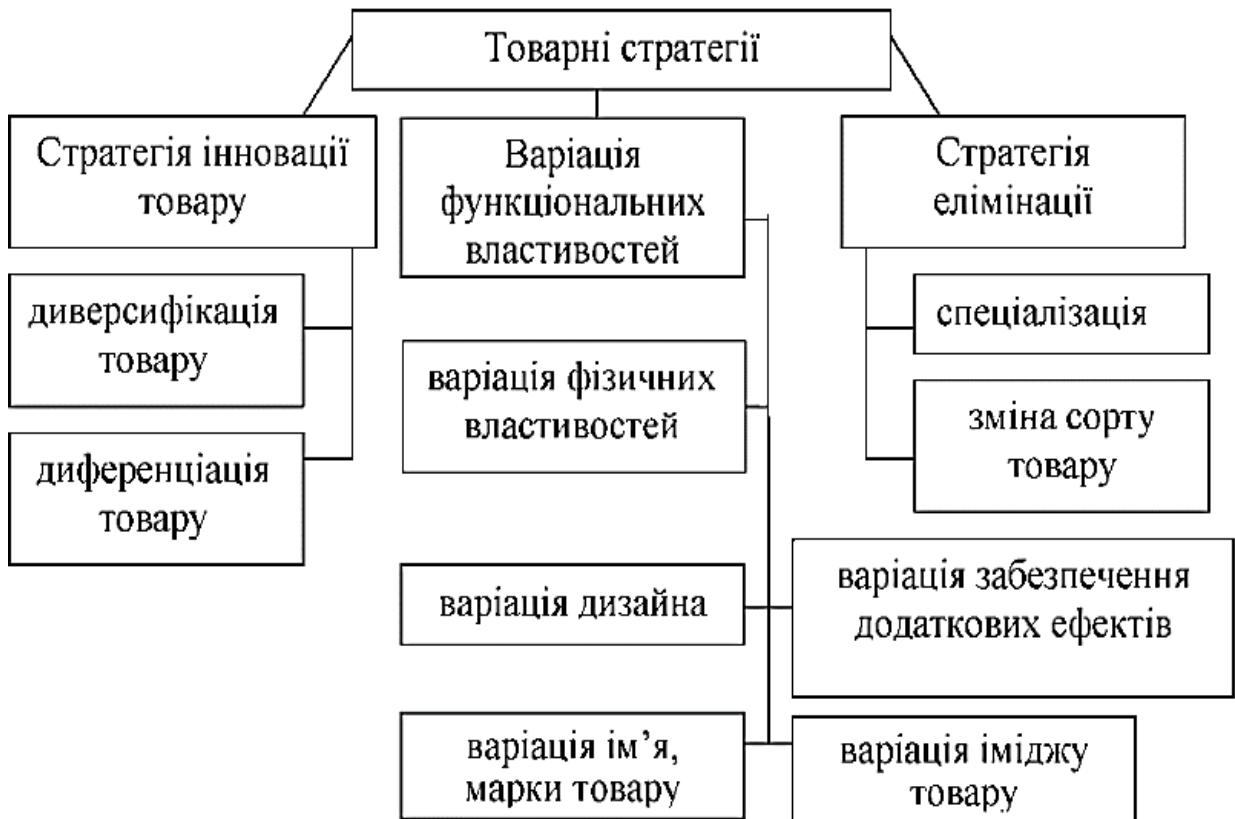 Товарні стратегії
Стратегія інновації
товару
диверсифікація
товару
диференціація
товару
Варіація
функціональних
властивостей
варіація фізичних
властивостей
варіація дизайна
варіація ім’я,
марки товару
варіація забезпечення
додаткових ефектів
варіація іміджу
товару
Стратегія
елімінації
спеціалізація
зміна сорту
товару